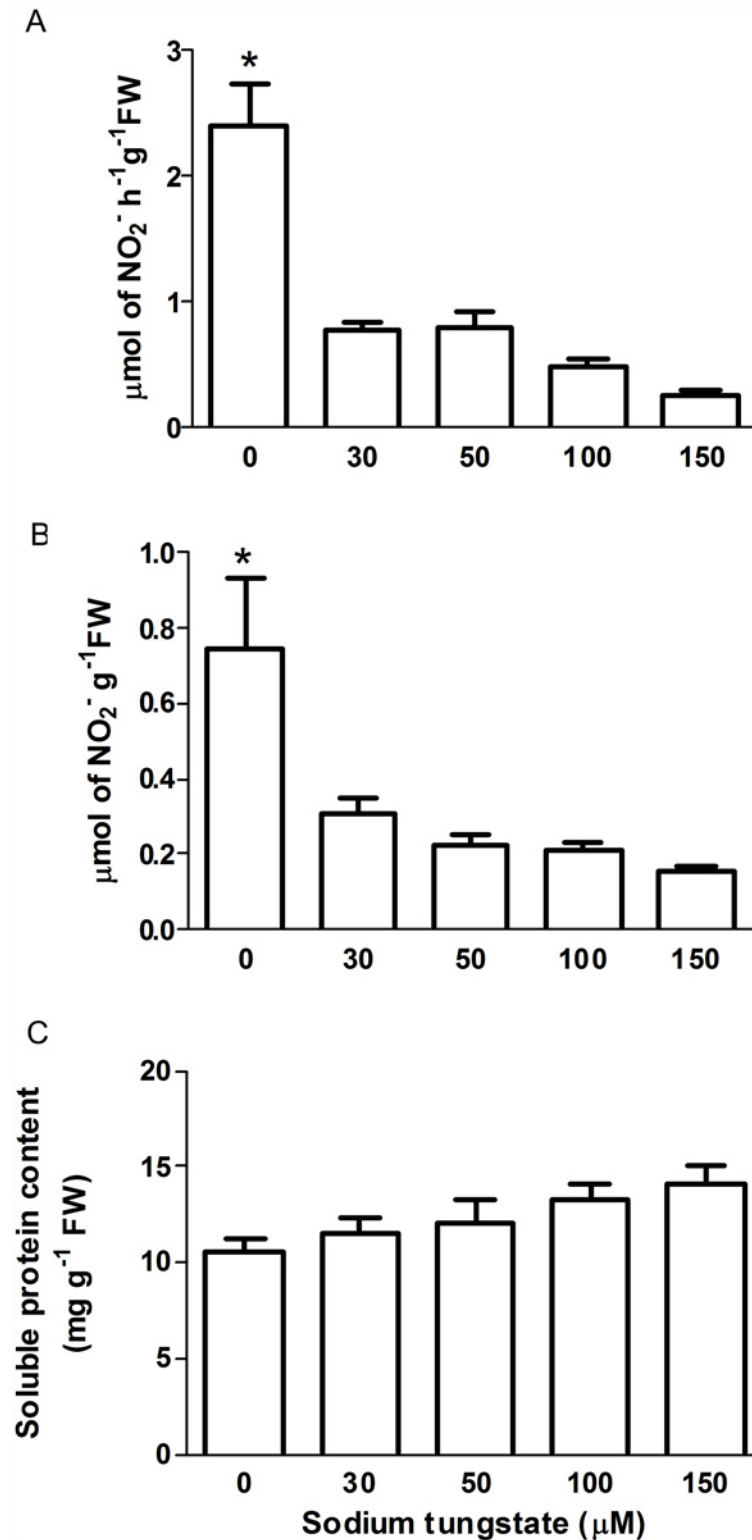 A
μmol of NO₂⁻ h⁻¹g⁻¹FW
3
2
1
0
*
0 30 50 100 150
B
μmol of NO₂⁻ g⁻¹FW
1.0
0.8
0.6
0.4
0.2
0.0
*
0 30 50 100 150
C
Soluble protein content
(mg g⁻¹ FW)
20
15
10
5
0
0 30 50 100 150
Sodium tungstate (μM)